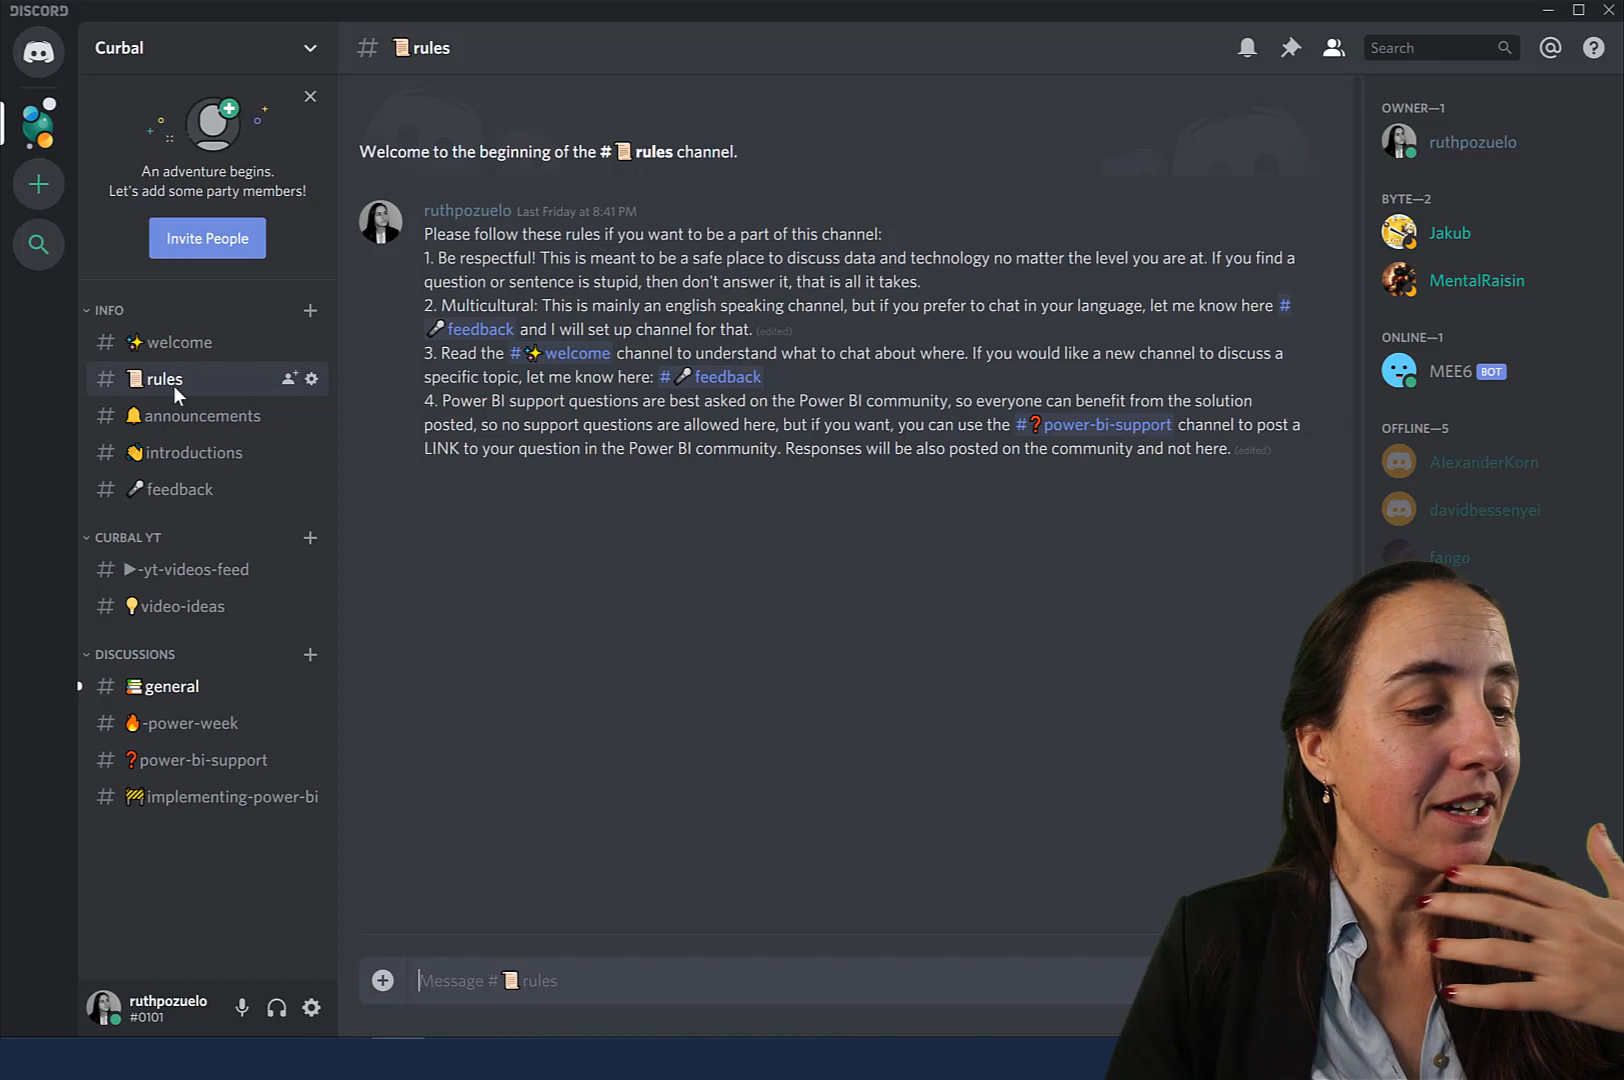 DISCORD
Curbal
rules
Search
An adventure begins.
Let's add some party members!
Invite People
INFO
welcome
rules
announcements
introductions
feedback
CURBAL YT
-yt-videos-feed
video-ideas
DISCUSSIONS
general
-power-week
power-bi-support
implementing-power-bi
ruthpozuelo
#0101
Welcome to the beginning of the # rules channel.
ruthpozuelo Last Friday at 8:41 PM
Please follow these rules if you want to be a part of this channel:
1. Be respectful! This is meant to be a safe place to discuss data and technology no matter the level you are at. If you find a
question or sentence is stupid, then don't answer it, that is all it takes.
2. Multicultural: This is mainly an english speaking channel, but if you prefer to chat in your language, let me know here #
feedback and I will set up channel for that. (edited)
3. Read the # welcome channel to understand what to chat about where. If you would like a new channel to discuss a
specific topic, let me know here: # feedback
4. Power BI support questions are best asked on the Power BI community, so everyone can benefit from the solution
posted, so no support questions are allowed here, but if you want, you can use the #❓power-bi-support channel to post a
LINK to your question in the Power BI community. Responses will be also posted on the community and not here. (edited)
Message # rules
OWNER—1
ruthpozuelo
BYTE—2
Jakub
MentalRaisin
ONLINE—1
MEE6 BOT
OFFLINE—5
AlexanderKorn
davidbessenyei
fango